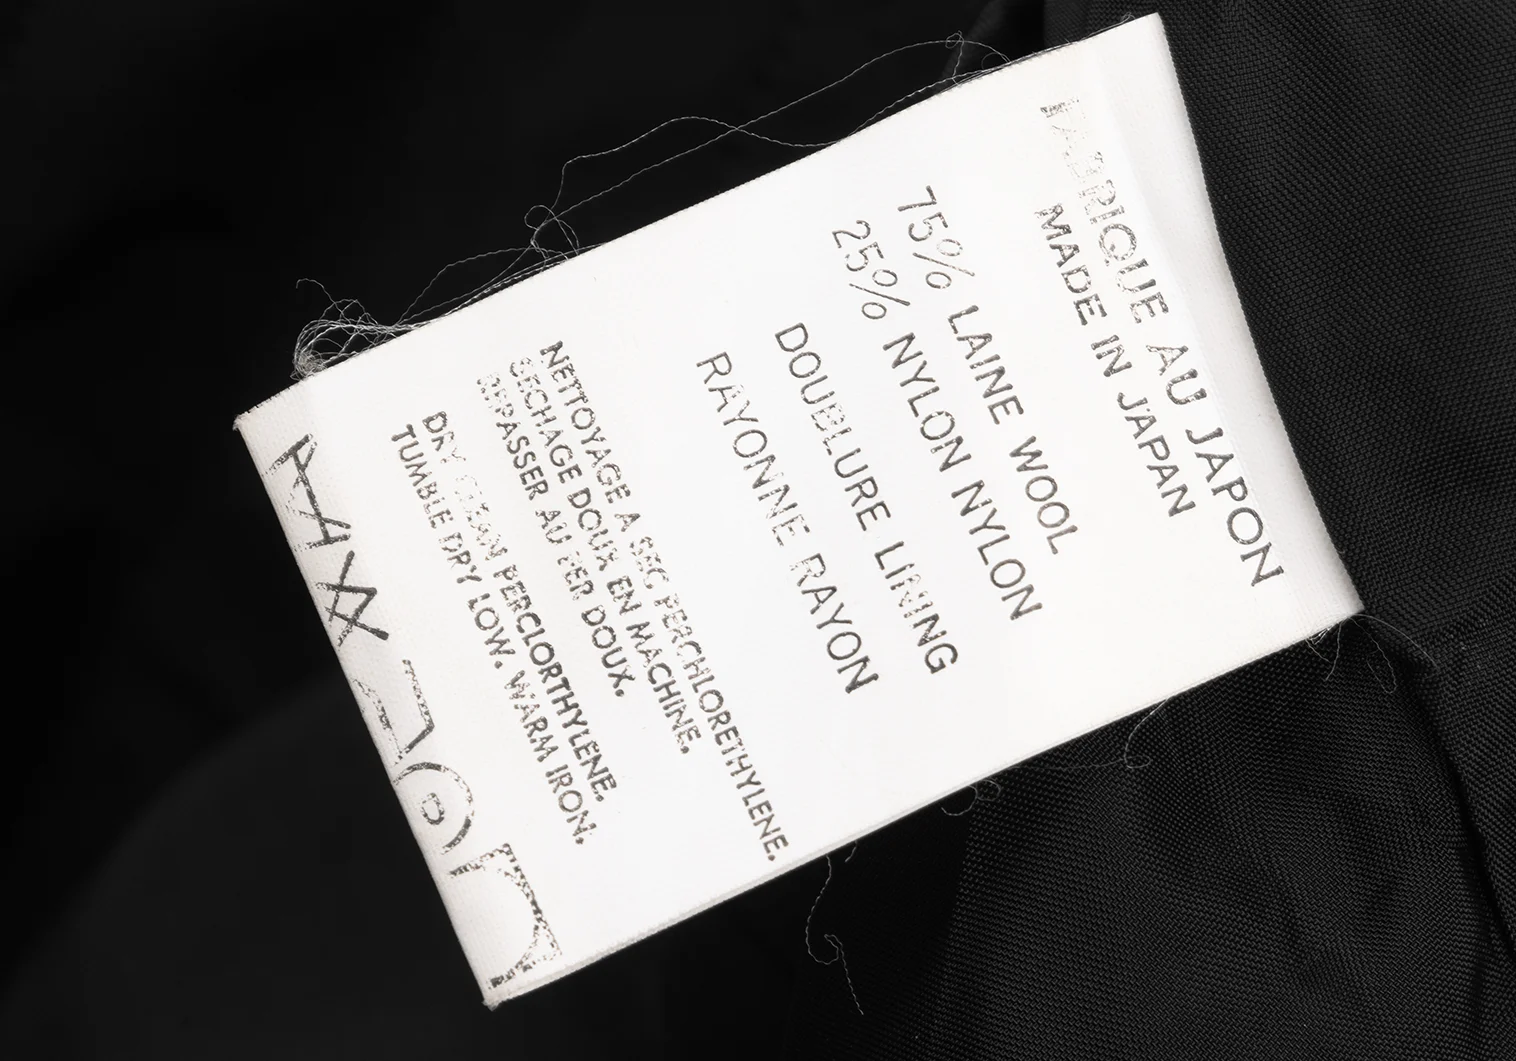 FABRIQUE AU JAPON
MADE IN JAPAN
75% LAINE WOOL
25% NYLON NYLON
DOUBLURE LINING
RAYONNE RAYON
NETTOYAGE A SEC PERCHLORETHYLENE.
SECHAGE DOUX EN MACHINE.
REPASSER AU FER DOUX.
DRY CLEAN PERCLORTHYLENE.
TUMBLE DRY LOW. WARM IRON.